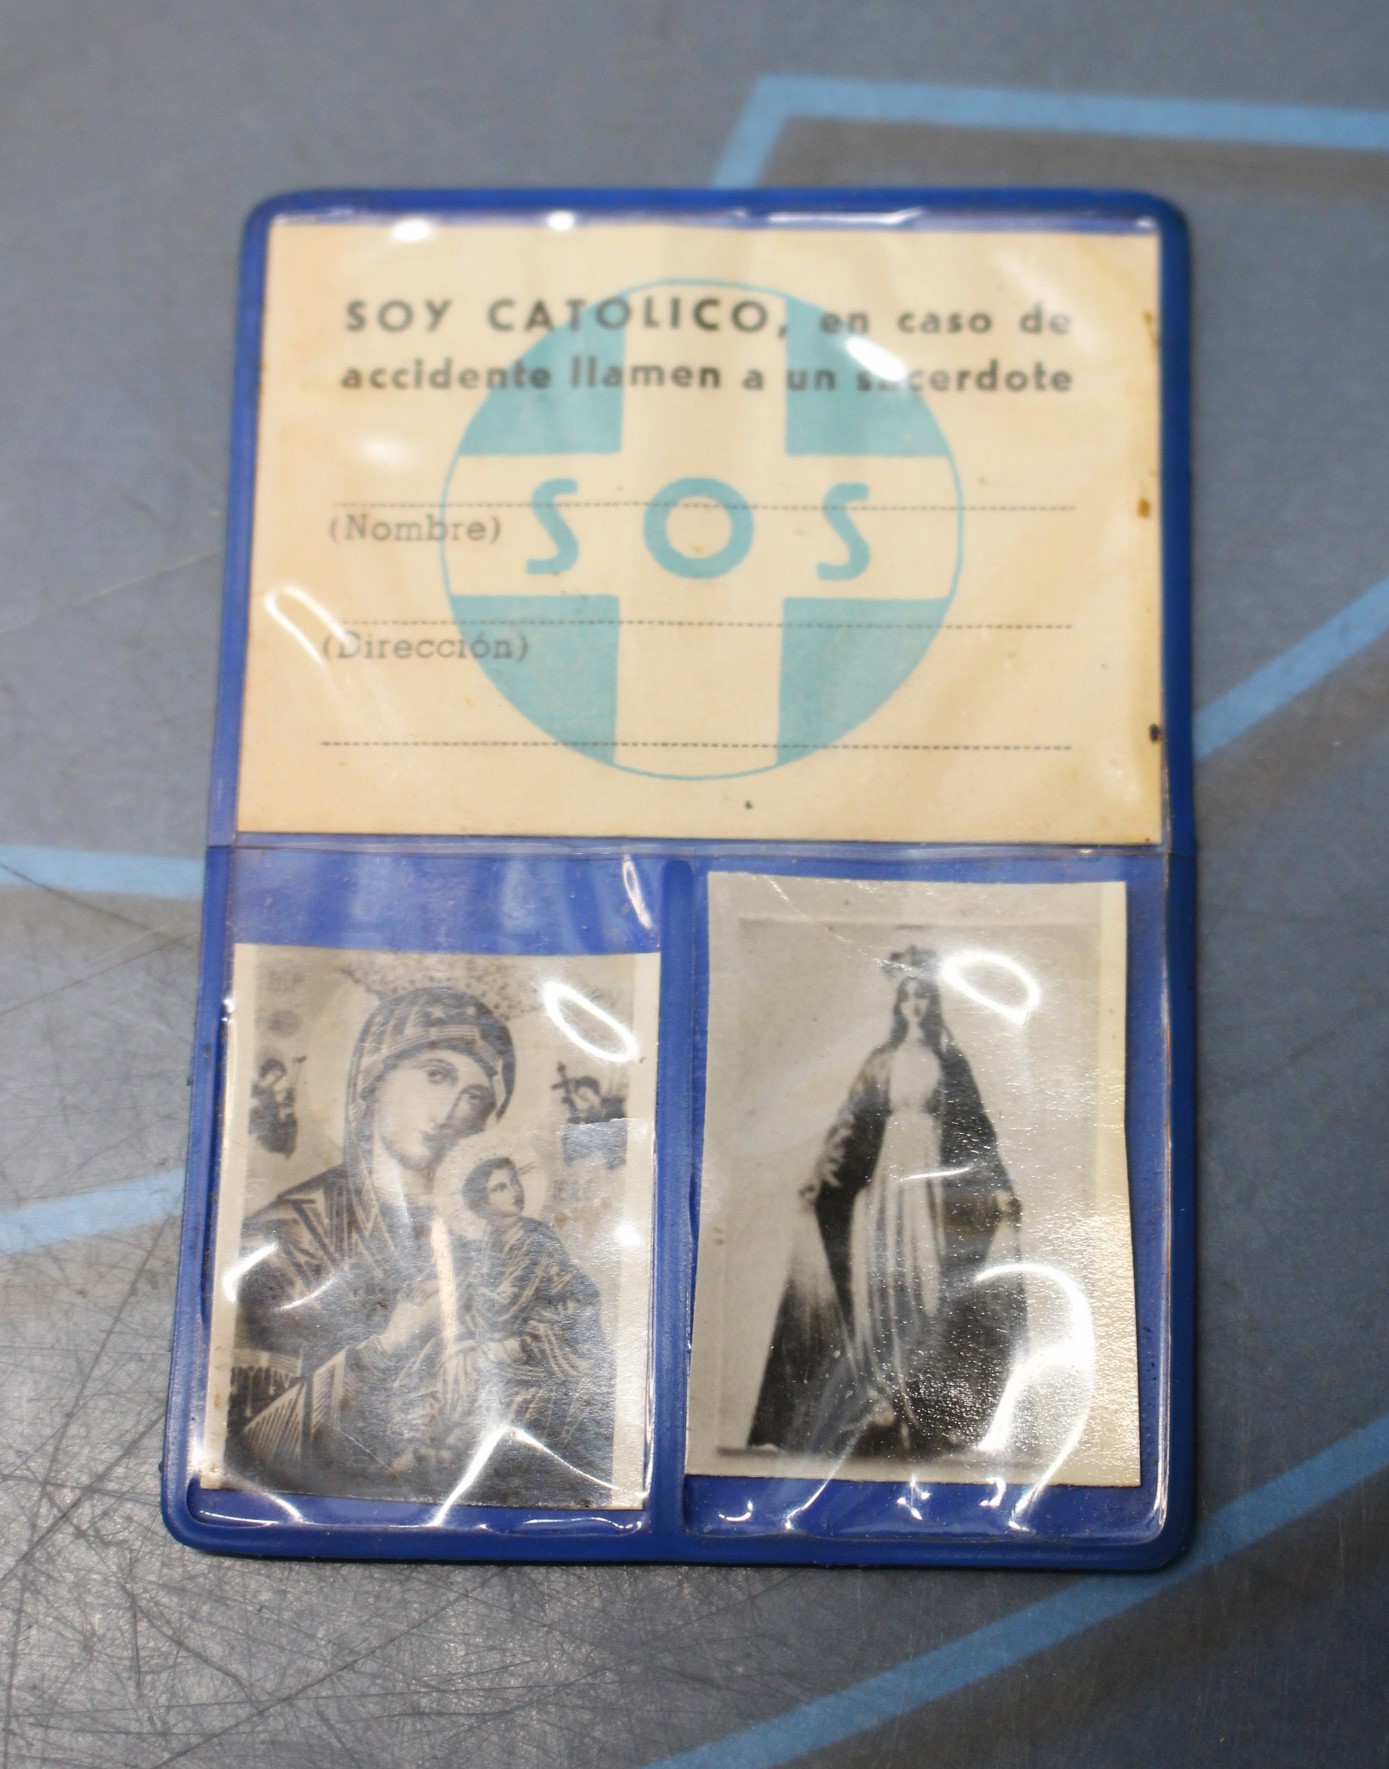 SOY CATOLICO, en caso de
accidente llamen a un sacerdote
SOS
(Nombre)
(Dirección)